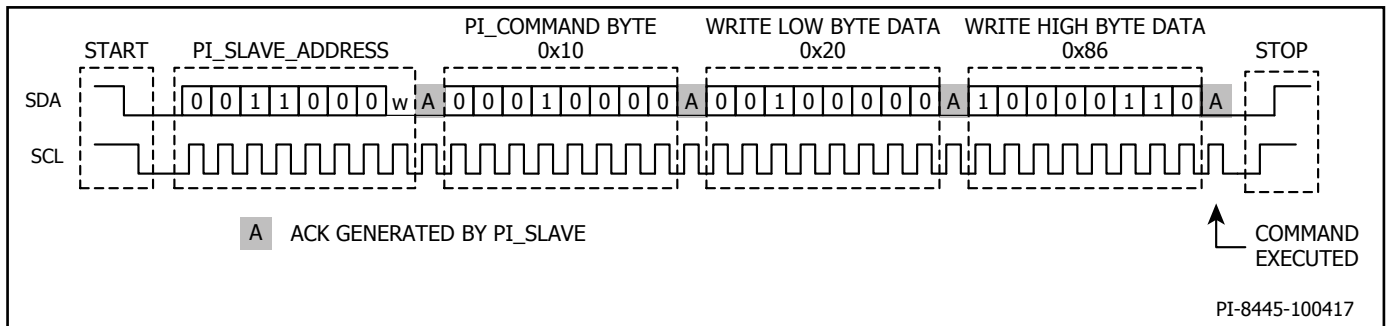 PI_COMMAND BYTE WRITE LOW BYTE DATA WRITE HIGH BYTE DATA
START PI_SLAVE_ADDRESS 0x10 0x20 0x86 STOP
SDA 0 0 1 1 0 0 0 w A 0 0 0 1 0 0 0 0 A 0 0 1 0 0 0 0 0 A 1 0 0 0 0 1 1 0 A
SCL
A ACK GENERATED BY PI_SLAVE
COMMAND
EXECUTED
PI-8445-100417